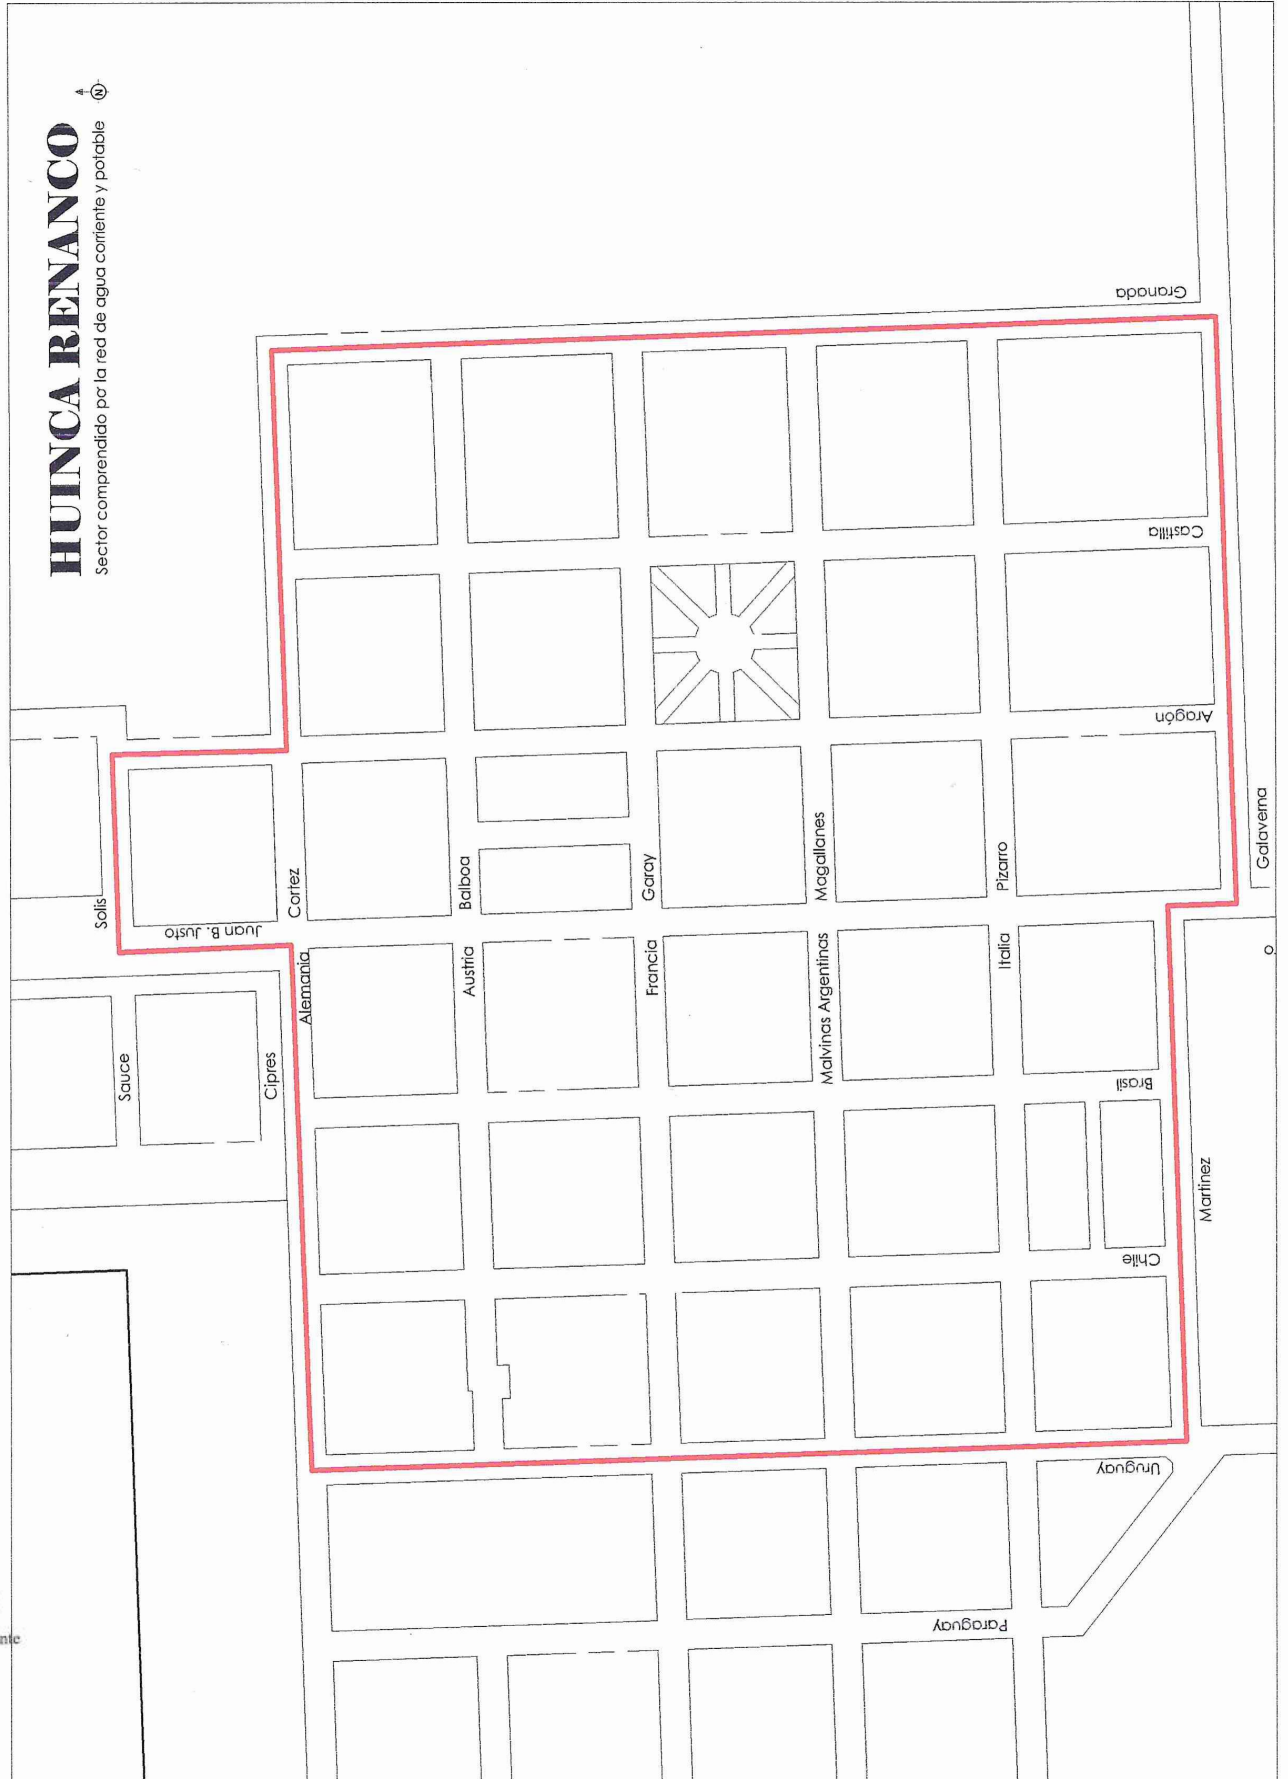 HUINCA RENANCO
Sector comprendido por la red de agua corriente y potable
N
Solis
Juan B. Justo
Cortez
Alemania
Sauce
Cipres
Balboa
Austria
Garay
Francia
Magallanes
Malvinas Argentinas
Pizarro
Italia
Granada
Castilla
Aragón
Galaverna
Brasil
Chile
Martinez
Uruguay
Paraguay
nte
O.